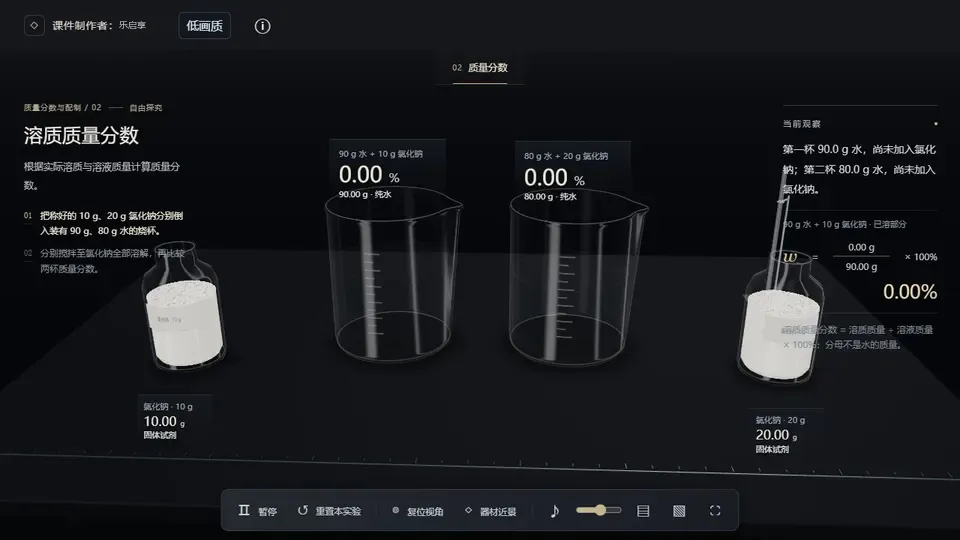 课件制作者：乐启享
低画质
02 质量分数
质量分数与配制 / 02 —— 自由探究
溶质质量分数
根据实际溶质与溶液质量计算质量分
数。
01 把称好的 10 g、20 g 氯化钠分别倒
入装有 90 g、80 g 水的烧杯。
02 分别搅拌至氯化钠全部溶解，再比较
两杯质量分数。
90 g 水 + 10 g 氯化钠
0.00 %
90.00 g · 纯水
80 g 水 + 20 g 氯化钠
0.00 %
80.00 g · 纯水
当前观察
第一杯 90.0 g 水，尚未加入氯化
钠；第二杯 80.0 g 水，尚未加入
氯化钠。
90 g 水 + 10 g 氯化钠 · 已溶部分
w = 0.00 g / 90.00 g × 100%
0.00%
溶质质量分数 = 溶质质量 ÷ 溶液质量
× 100%；分母不是水的质量。
氯化钠 · 10 g
10.00 g
固体试剂
氯化钠 · 20 g
20.00 g
固体试剂
暂停
重置本实验
复位视角
器材近景